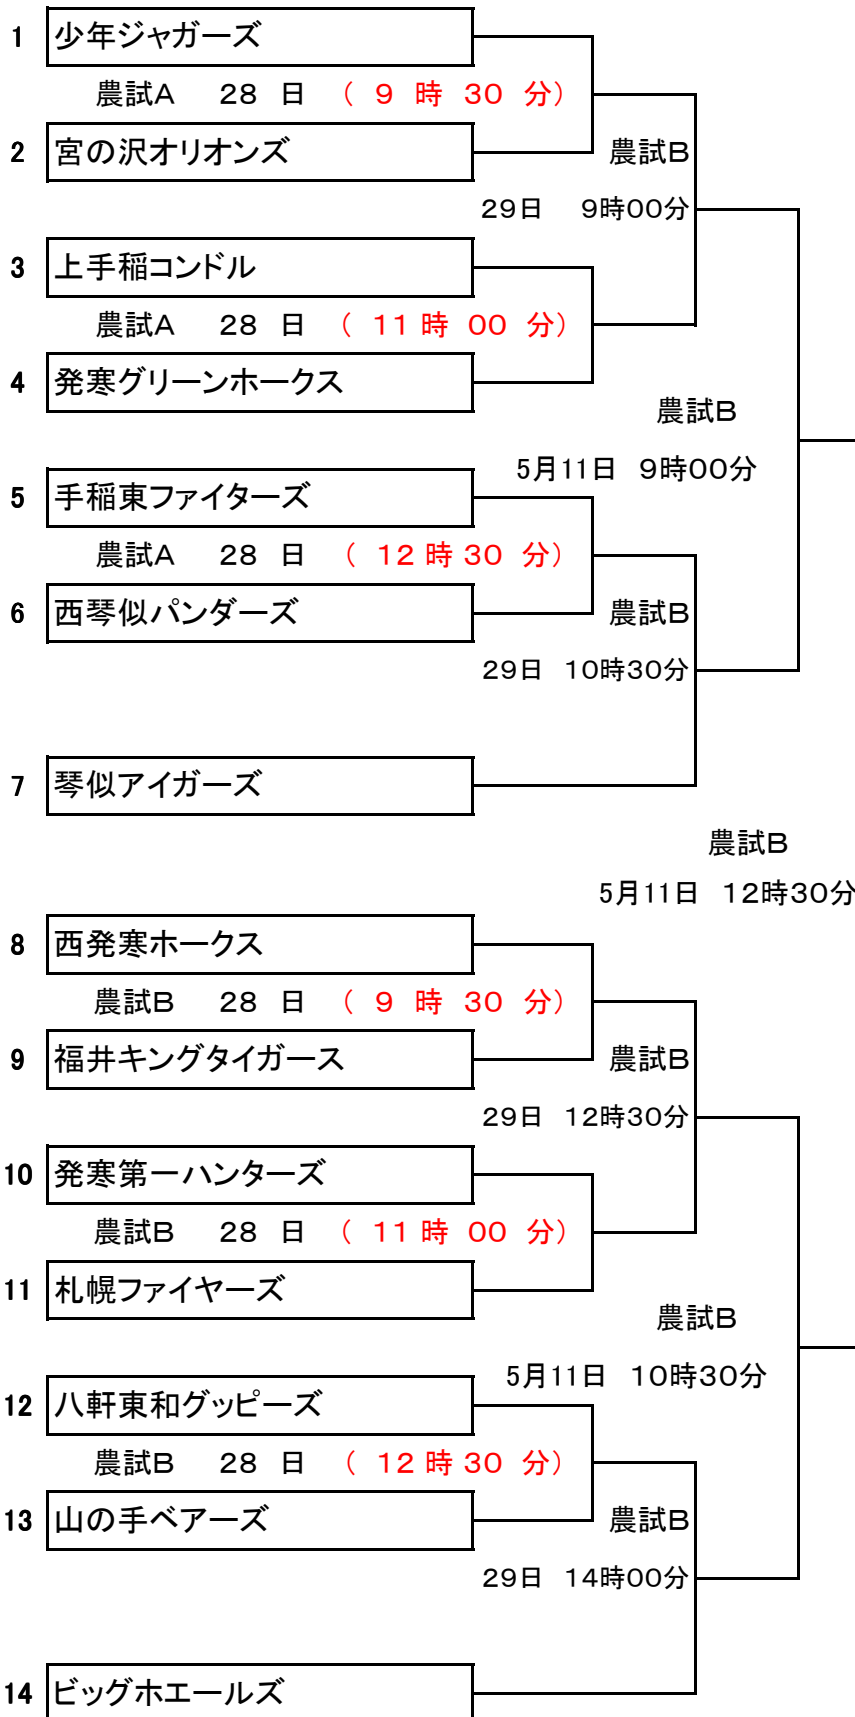 1 少年ジャガーズ
農試A 28 日 （ 9 時 30 分）
2 宮の沢オリオンズ 農試B
29日 9時00分
3 上手稲コンドル
農試A 28 日 （ 11 時 00 分）
4 発寒グリーンホークス
農試B
5月11日 9時00分
5 手稲東ファイターズ
農試A 28 日 （ 12 時 30 分）
6 西琴似パンダーズ 農試B
29日 10時30分
7 琴似アイガーズ
農試B
5月11日 12時30分
8 西発寒ホークス
農試B 28 日 （ 9 時 30 分）
9 福井キングタイガース 農試B
29日 12時30分
10 発寒第一ハンターズ
農試B 28 日 （ 11 時 00 分）
11 札幌ファイヤーズ
農試B
5月11日 10時30分
12 八軒東和グッピーズ
農試B 28 日 （ 12 時 30 分）
13 山の手ベアーズ 農試B
29日 14時00分
14 ビッグホエールズ